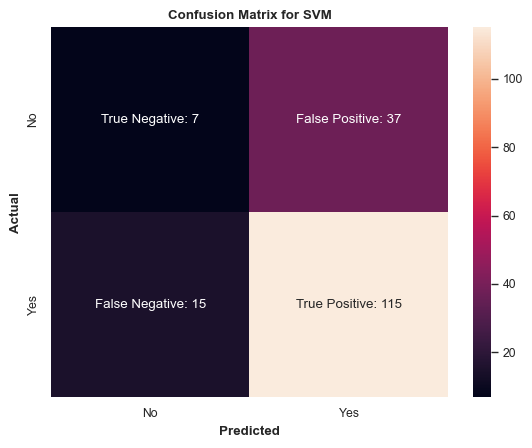 Confusion Matrix for SVM
No
True Negative: 7
False Positive: 37
Actual
Yes
False Negative: 15
True Positive: 115
No
Yes
Predicted
100
80
60
40
20